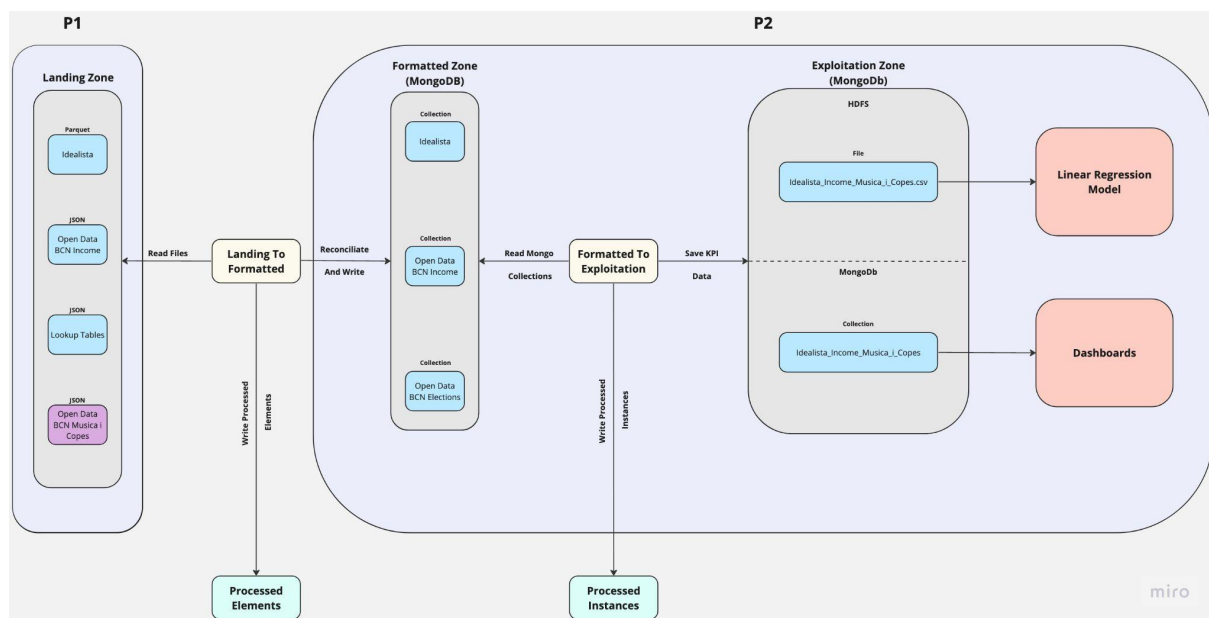 P1
P2
Landing Zone
Parquet
Idealista
JSON
Open Data
BCN Income
JSON
Lookup Tables
JSON
Open Data
BCN Musica i
Copes
Read Files
Landing To
Formatted
Reconciliate
And Write
Write Processed
Elements
Processed
Elements
Formatted Zone
(MongoDB)
Collection
Idealista
Collection
Open Data
BCN Income
Collection
Open Data
BCN Elections
Read Mongo
Collections
Formatted To
Exploitation
Save KPI
Data
Write Processed
Instances
Processed
Instances
Exploitation Zone
(MongoDb)
HDFS
File
Idealista_Income_Musica_i_Copes.csv
MongoDb
Collection
Idealista_Income_Musica_i_Copes
Linear Regression
Model
Dashboards
miro